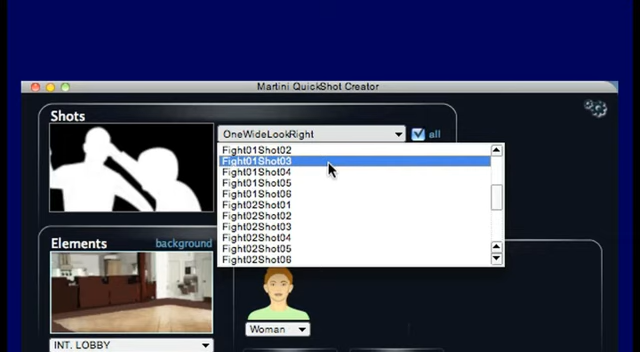 Martini QuickShot Creator
Shots
OneWideLookRight
all
Fight01Shot02
Fight01Shot03
Fight01Shot04
Fight01Shot05
Fight01Shot06
Fight02Shot01
Fight02Shot02
Fight02Shot03
Fight02Shot04
Fight02Shot05
Fight02Shot06
Elements
background
Woman
INT. LOBBY